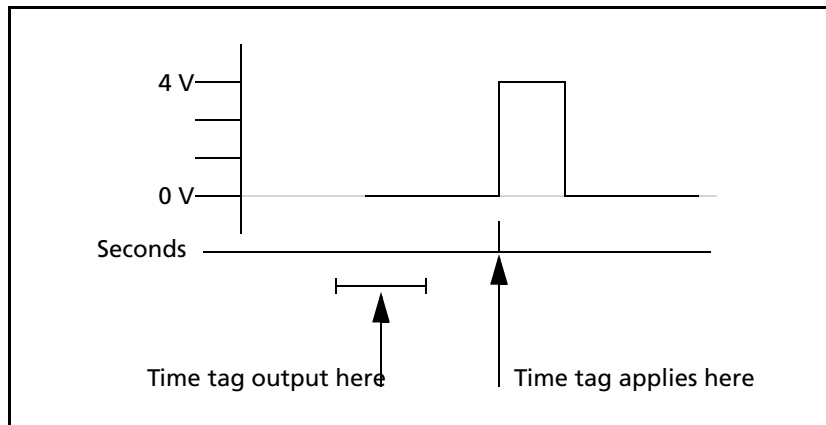 4 V
0 V
Seconds
Time tag output here
Time tag applies here